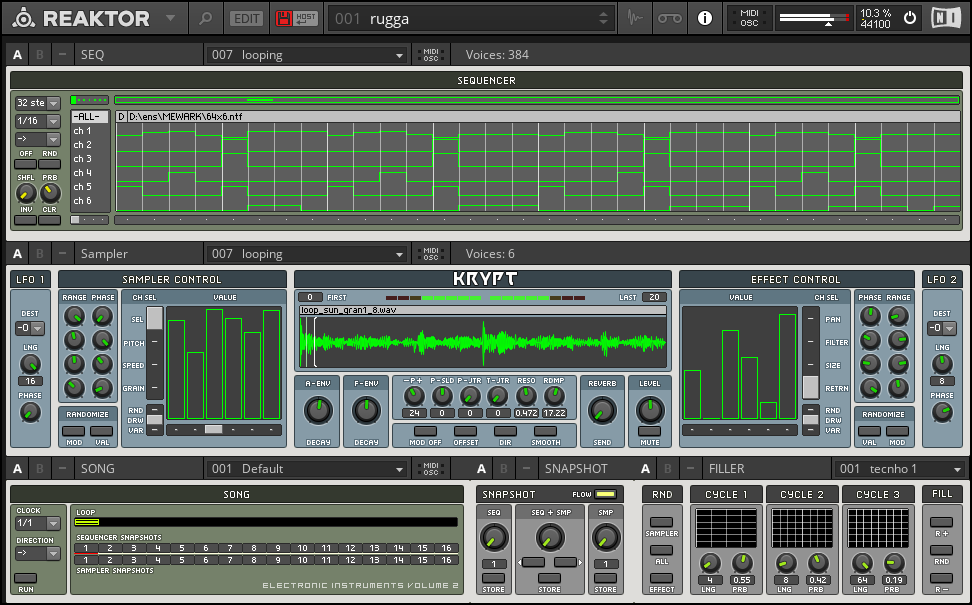 REAKTOR EDIT HOST 001 rugga MIDI OSC 10.3 % 44100 NI
A B SEQ 007 looping MIDI OSC Voices: 384
SEQUENCER
32 ste
-ALL- D D:\ens\MEWARK\64x6.ntf
1/16
ch 1
->
ch 2
OFF RND
ch 3
ch 4
SHFL PRB
ch 5
ch 6
INV CLR
A B Sampler 007 looping MIDI OSC Voices: 6
LFO 1 SAMPLER CONTROL KRYPT EFFECT CONTROL LFO 2
RANGE PHASE CH SEL VALUE 0 FIRST LAST 20 VALUE CH SEL PHASE RANGE
loop_sun_gran1_8.wav
DEST SEL PAN DEST
-0 PITCH FILTER -0
LNG SPEED SIZE LNG
16 GRAIN RETRN 8
A-ENV F-ENV -P+ P-SLD P-JTR T-JTR RESO RDMP REVERB LEVEL
PHASE PHASE
24 0 0 0 0.472 17.22
RANDOMIZE RND DRW VAR RND DRW VAR RANDOMIZE
MOD VAL DECAY DECAY MOD OFF OFFSET DIR SMOOTH SEND MUTE VAL MOD
A B SONG 001 Default MIDI OSC A B SNAPSHOT A B FILLER 001 tecnho 1
SONG SNAPSHOT FLOW RND CYCLE 1 CYCLE 2 CYCLE 3 FILL
CLOCK LOOP SEQ SEQ + SMP SMP
1/1
SAMPLER R +
DIRECTION SEQUENCER SNAPSHOTS
-> 1 2 3 4 5 6 7 8 9 10 11 12 13 14 15 16
1 2 3 4 5 6 7 8 9 10 11 12 13 14 15 16
1 1 ALL RND
SAMPLER SNAPSHOTS
4 0.55 8 0.42 64 0.19
RUN ELECTRONIC INSTRUMENTS VOLUME 2 STORE STORE STORE EFFECT LNG PRB LNG PRB LNG PRB R -